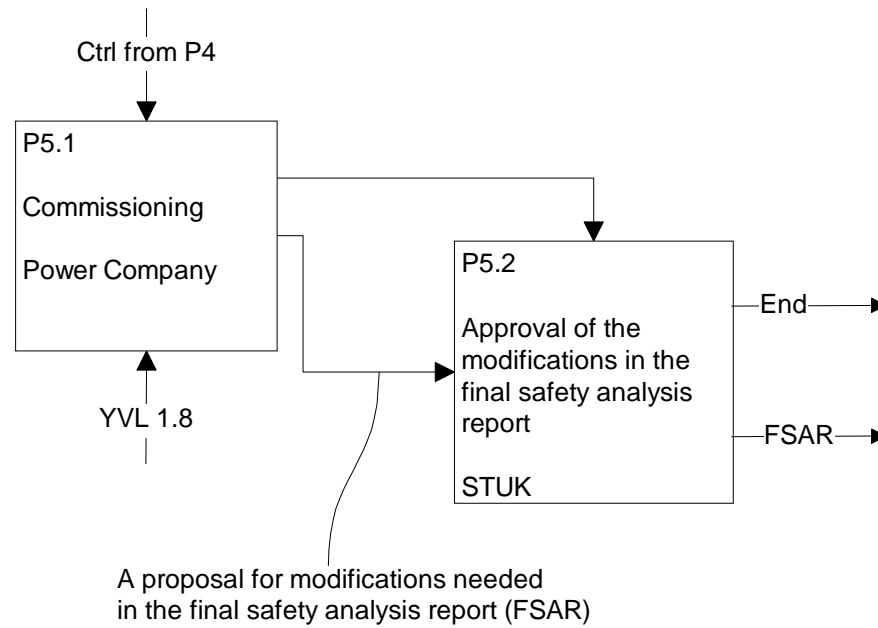 Ctrl from P4
P5.1
Commissioning
Power Company
YVL 1.8
P5.2
Approval of the
modifications in the
final safety analysis
report
STUK
End
FSAR
A proposal for modifications needed
in the final safety analysis report (FSAR)